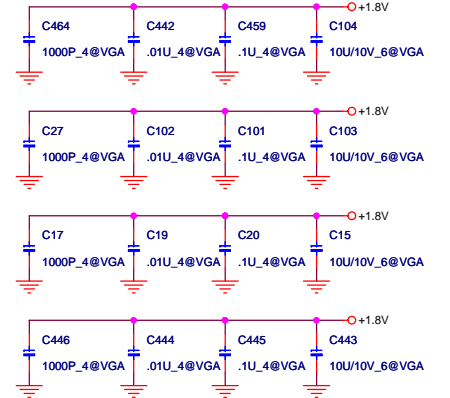 +1.8V
C464 C442 C459 C104
1000P_4@VGA .01U_4@VGA .1U_4@VGA 10U/10V_6@VGA
+1.8V
C27 C102 C101 C103
1000P_4@VGA .01U_4@VGA .1U_4@VGA 10U/10V_6@VGA
+1.8V
C17 C19 C20 C15
1000P_4@VGA .01U_4@VGA .1U_4@VGA 10U/10V_6@VGA
+1.8V
C446 C444 C445 C443
1000P_4@VGA .01U_4@VGA .1U_4@VGA 10U/10V_6@VGA